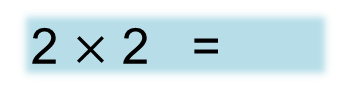 2 × 2 =